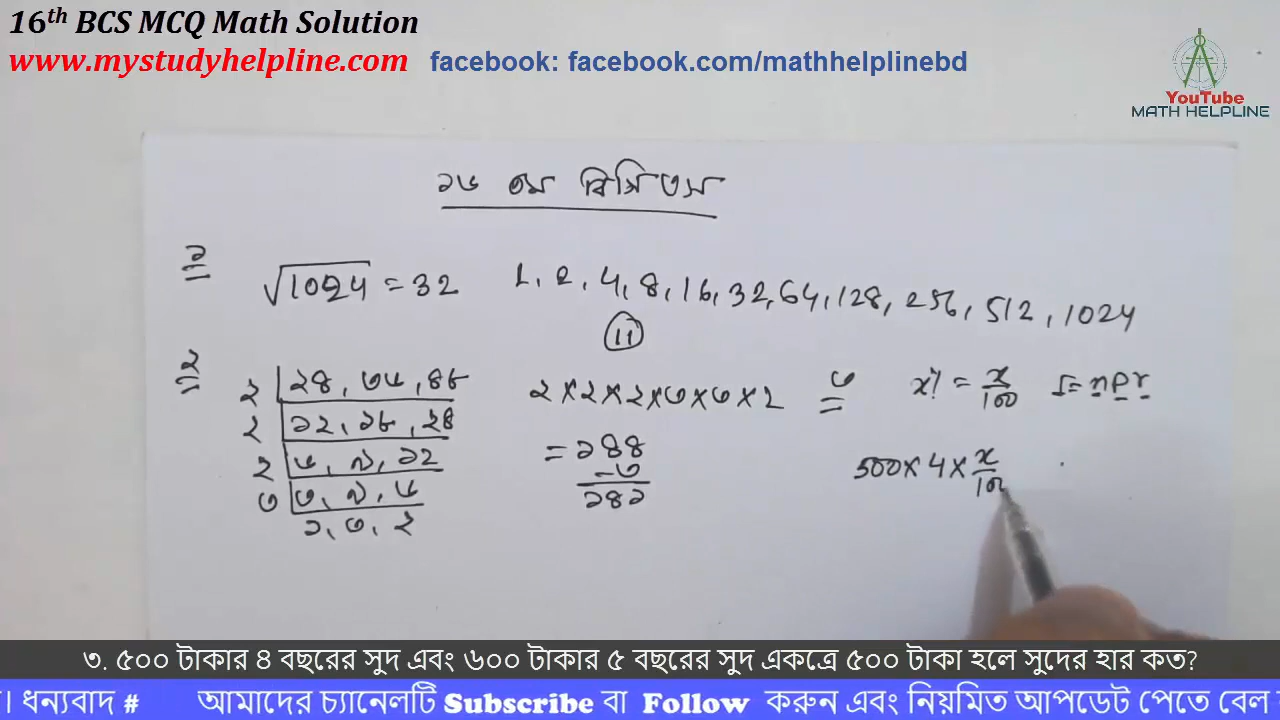 16th BCS MCQ Math Solution
www.mystudyhelpline.com facebook: facebook.com/mathhelplinebd
YouTube
MATH HELPLINE
১৬ তম বিসিএস
১
√1024 = 32 1, 2, 4, 8, 16, 32, 64, 128, 256, 512, 1024
11
২
২ | ২৪, ৩৬, ৪৮
২ | ১২, ১৮, ২৪
২ | ৬, ৯, ১২
৩ | ৩, ৯, ৬
১, ৩, ২
২ × ২ × ২ × ৩ × ৩ × 2
= ২৪৪
- ৩
২৪১
৩
x% = x/100 I = npr
500 × 4 × x/100
৩. ৫০০ টাকার ৪ বছরের সুদ এবং ৬০০ টাকার ৫ বছরের সুদ একত্রে ৫০০ টাকা হলে সুদের হার কত?
। ধন্যবাদ # আমাদের চ্যানেলটি Subscribe বা Follow করুন এবং নিয়মিত আপডেট পেতে বেল